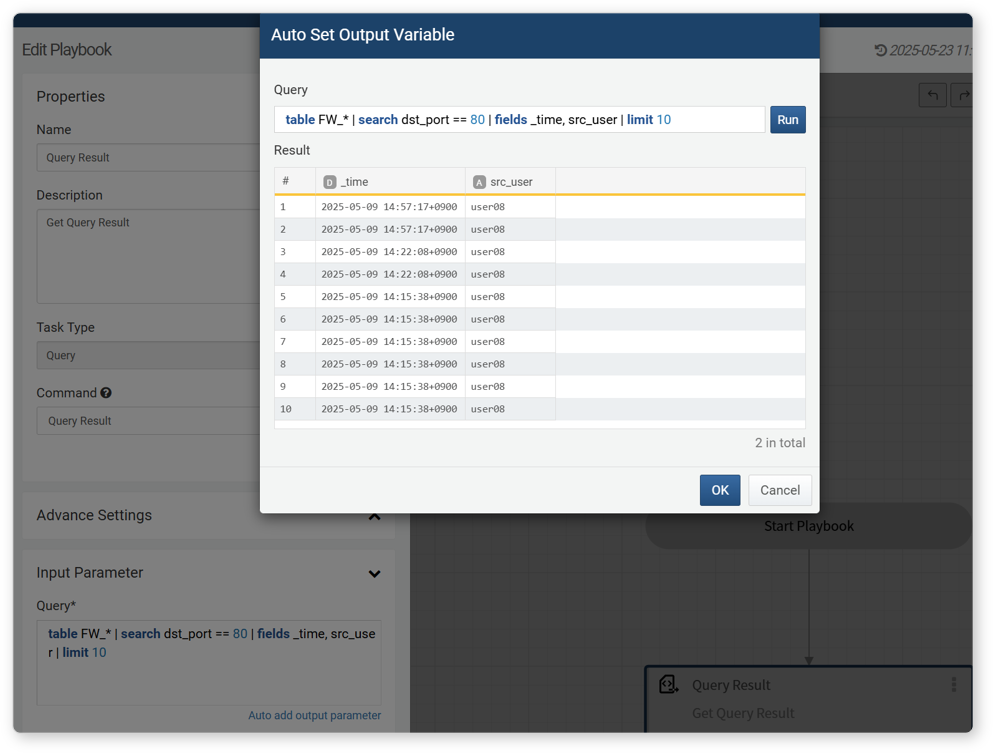 Auto Set Output Variable
Edit Playbook
2025-05-23 11:
Properties
Name
Query Result
Description
Get Query Result
Task Type
Query
Command
Query Result
Advance Settings
Input Parameter
Query*
table FW_* | search dst_port == 80 | fields _time, src_use
r | limit 10
Auto add output parameter
Query
table FW_* | search dst_port == 80 | fields _time, src_user | limit 10
Run
Result
# D _time A src_user
1 2025-05-09 14:57:17+0900 user08
2 2025-05-09 14:57:17+0900 user08
3 2025-05-09 14:22:08+0900 user08
4 2025-05-09 14:22:08+0900 user08
5 2025-05-09 14:15:38+0900 user08
6 2025-05-09 14:15:38+0900 user08
7 2025-05-09 14:15:38+0900 user08
8 2025-05-09 14:15:38+0900 user08
9 2025-05-09 14:15:38+0900 user08
10 2025-05-09 14:15:38+0900 user08
2 in total
OK
Cancel
Start Playbook
Query Result
Get Query Result